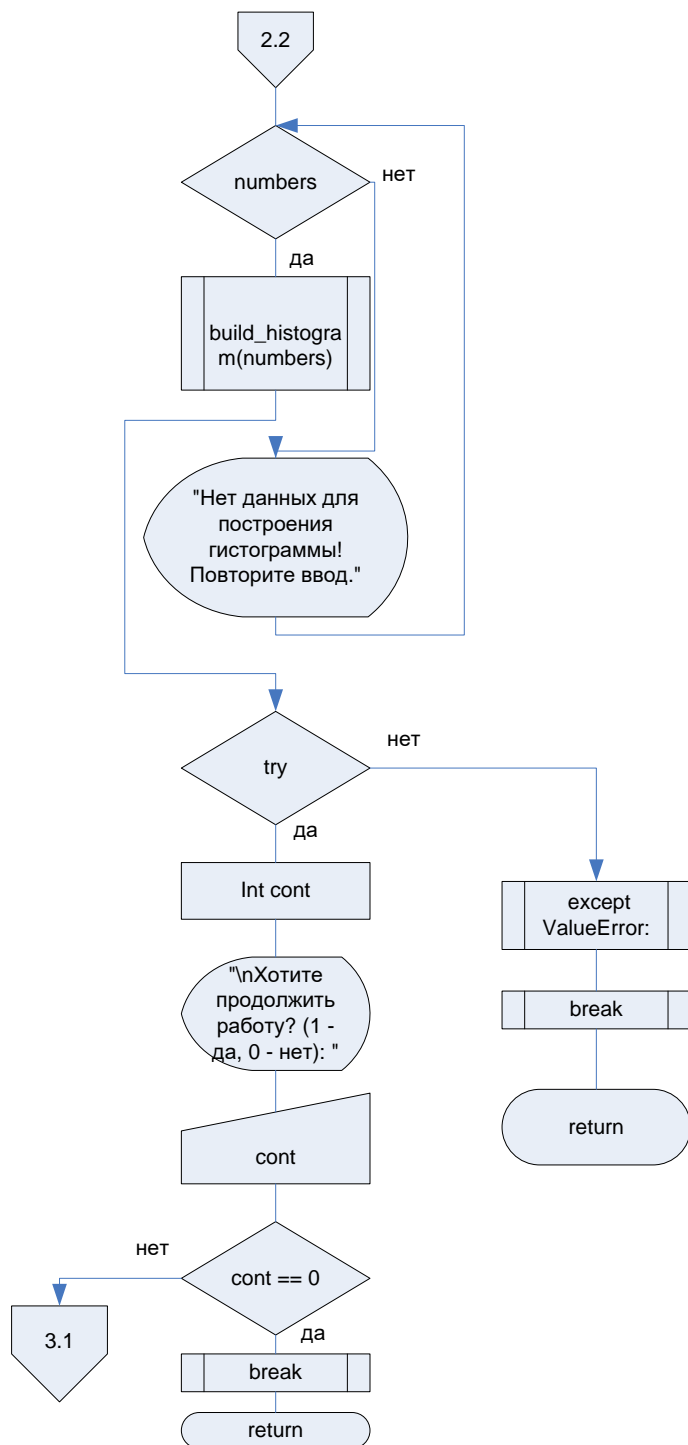 2.2
numbers
нет
да
build_histogra
m(numbers)
"Нет данных для
построения
гистограммы!
Повторите ввод."
try
нет
да
Int cont
except
ValueError:
"\nХотите
продолжить
работу? (1 -
да, 0 - нет): "
break
return
cont
нет
cont == 0
да
3.1
break
return